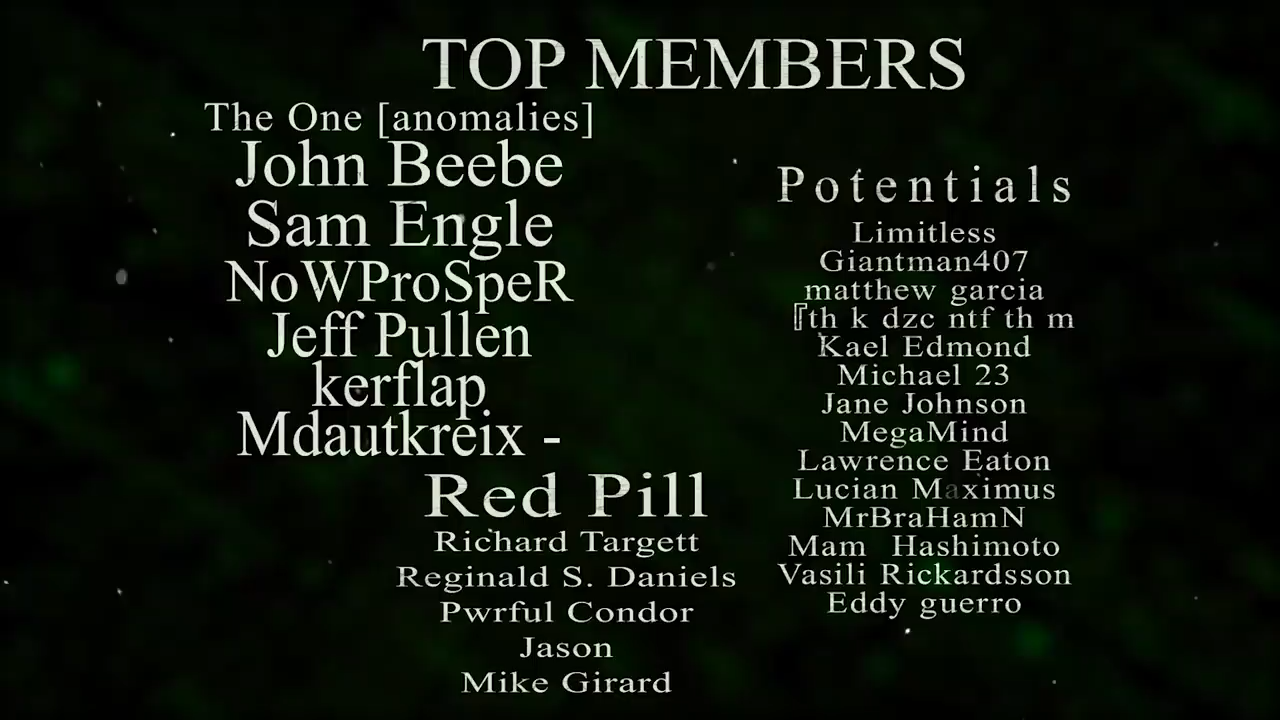 TOP MEMBERS
The One [anomalies]
John Beebe
Sam Engle
NoWProSpeR
Jeff Pullen
kerflap
Mdautkreix -
Red Pill
Richard Targett
Reginald S. Daniels
Pwrful Condor
Jason
Mike Girard
Potentials
Limitless
Giantman407
matthew garcia
『th k dzc ntf th m
Kael Edmond
Michael 23
Jane Johnson
MegaMind
Lawrence Eaton
Lucian Maximus
MrBraHamN
Mam  Hashimoto
Vasili Rickardsson
Eddy guerro